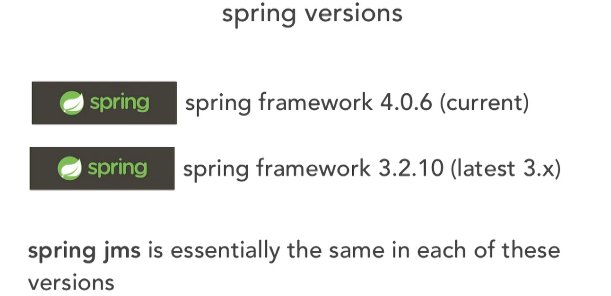 spring versions
spring
spring framework 4.0.6 (current)
spring
spring framework 3.2.10 (latest 3.x)
spring jms is essentially the same in each of these
versions